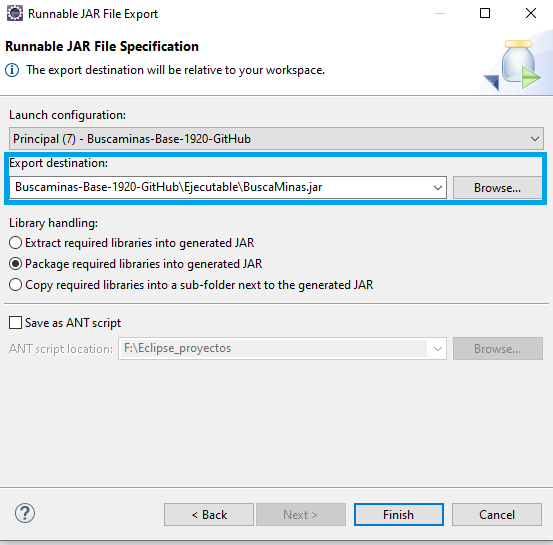 Runnable JAR File Export
Runnable JAR File Specification
The export destination will be relative to your workspace.
Launch configuration:
Principal (7) - Buscaminas-Base-1920-GitHub
Export destination:
Buscaminas-Base-1920-GitHub\Ejecutable\BuscaMinas.jar
Browse...
Library handling:
Extract required libraries into generated JAR
Package required libraries into generated JAR
Copy required libraries into a sub-folder next to the generated JAR
Save as ANT script
ANT script location:
F:\Eclipse_proyectos
Browse...
?
< Back
Next >
Finish
Cancel